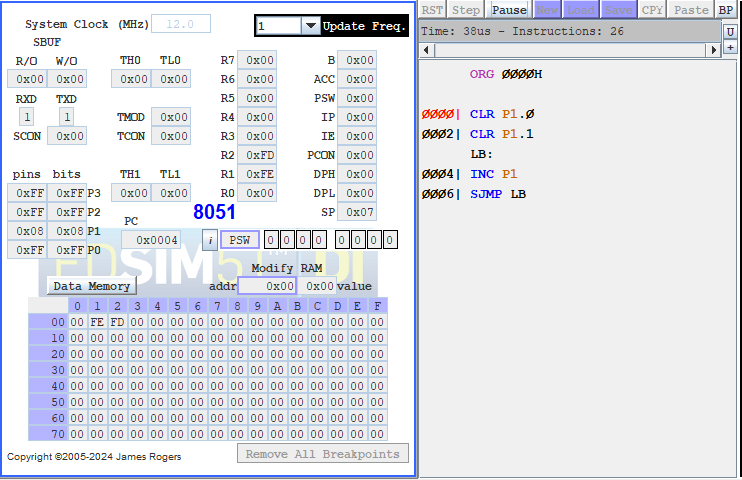 System Clock (MHz) 12.0 1 Update Freq.
SBUF
R/O W/O TH0 TL0 R7 0x00 B 0x00
0x00 0x00 0x00 0x00 R6 0x00 ACC 0x00
RXD TXD R5 0x00 PSW 0x00
1 1 TMOD 0x00 R4 0x00 IP 0x00
SCON 0x00 TCON 0x00 R3 0x00 IE 0x00
R2 0xFD PCON 0x00
pins bits TH1 TL1 R1 0xFE DPH 0x00
0xFF 0xFF P3 0x00 0x00 R0 0x00 DPL 0x00
0xFF 0xFF P2 8051 SP 0x07
PC
0x08 0x08 P1 0x0004 i PSW 0 0 0 0 0 0 0 0
0xFF 0xFF P0
EDSIM51™ DI
Modify RAM
Data Memory addr 0x00 0x00 value
0 1 2 3 4 5 6 7 8 9 A B C D E F
00 00 FE FD 00 00 00 00 00 00 00 00 00 00 00 00 00
10 00 00 00 00 00 00 00 00 00 00 00 00 00 00 00 00
20 00 00 00 00 00 00 00 00 00 00 00 00 00 00 00 00
30 00 00 00 00 00 00 00 00 00 00 00 00 00 00 00 00
40 00 00 00 00 00 00 00 00 00 00 00 00 00 00 00 00
50 00 00 00 00 00 00 00 00 00 00 00 00 00 00 00 00
60 00 00 00 00 00 00 00 00 00 00 00 00 00 00 00 00
70 00 00 00 00 00 00 00 00 00 00 00 00 00 00 00 00
Copyright ©2005-2024 James Rogers Remove All Breakpoints
RST Step Pause New Load Save CPY Paste BP
Time: 38us - Instructions: 26 U
+
ORG 0000H
0000| CLR P1.0
0002| CLR P1.1
LB:
0004| INC P1
0006| SJMP LB